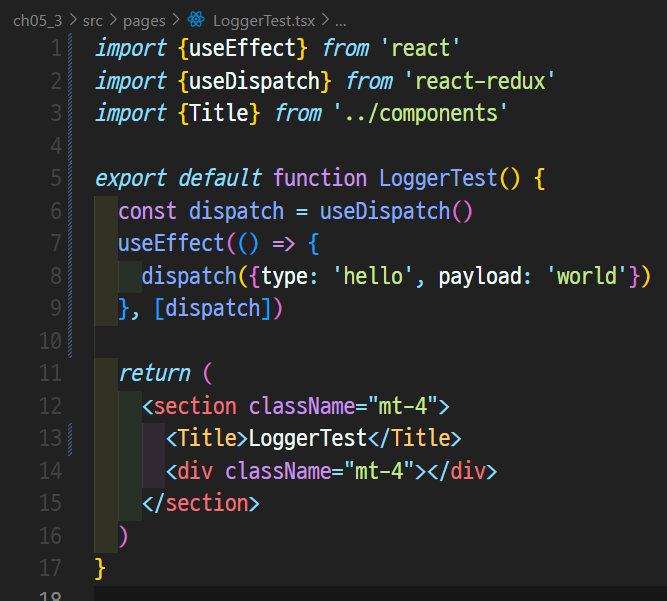 ch05_3 > src > pages > LoggerTest.tsx > ...
1 import {useEffect} from 'react'
2 import {useDispatch} from 'react-redux'
3 import {Title} from '../components'
4
5 export default function LoggerTest() {
6   const dispatch = useDispatch()
7   useEffect(() => {
8     dispatch({type: 'hello', payload: 'world'})
9   }, [dispatch])
10
11   return (
12     <section className="mt-4">
13       <Title>LoggerTest</Title>
14       <div className="mt-4"></div>
15     </section>
16   )
17 }
18